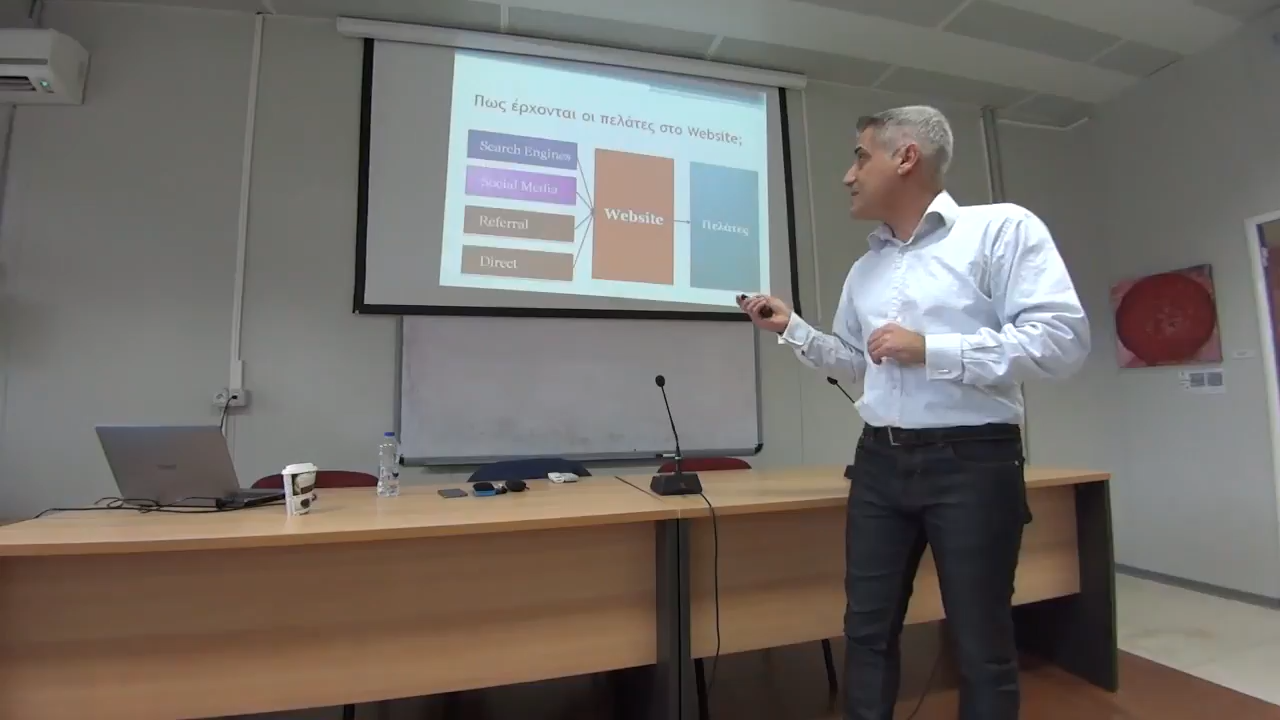 Πως έρχονται οι πελάτες στο Website;
Search Engines
Social Media
Referral
Direct
Website
Πελάτες